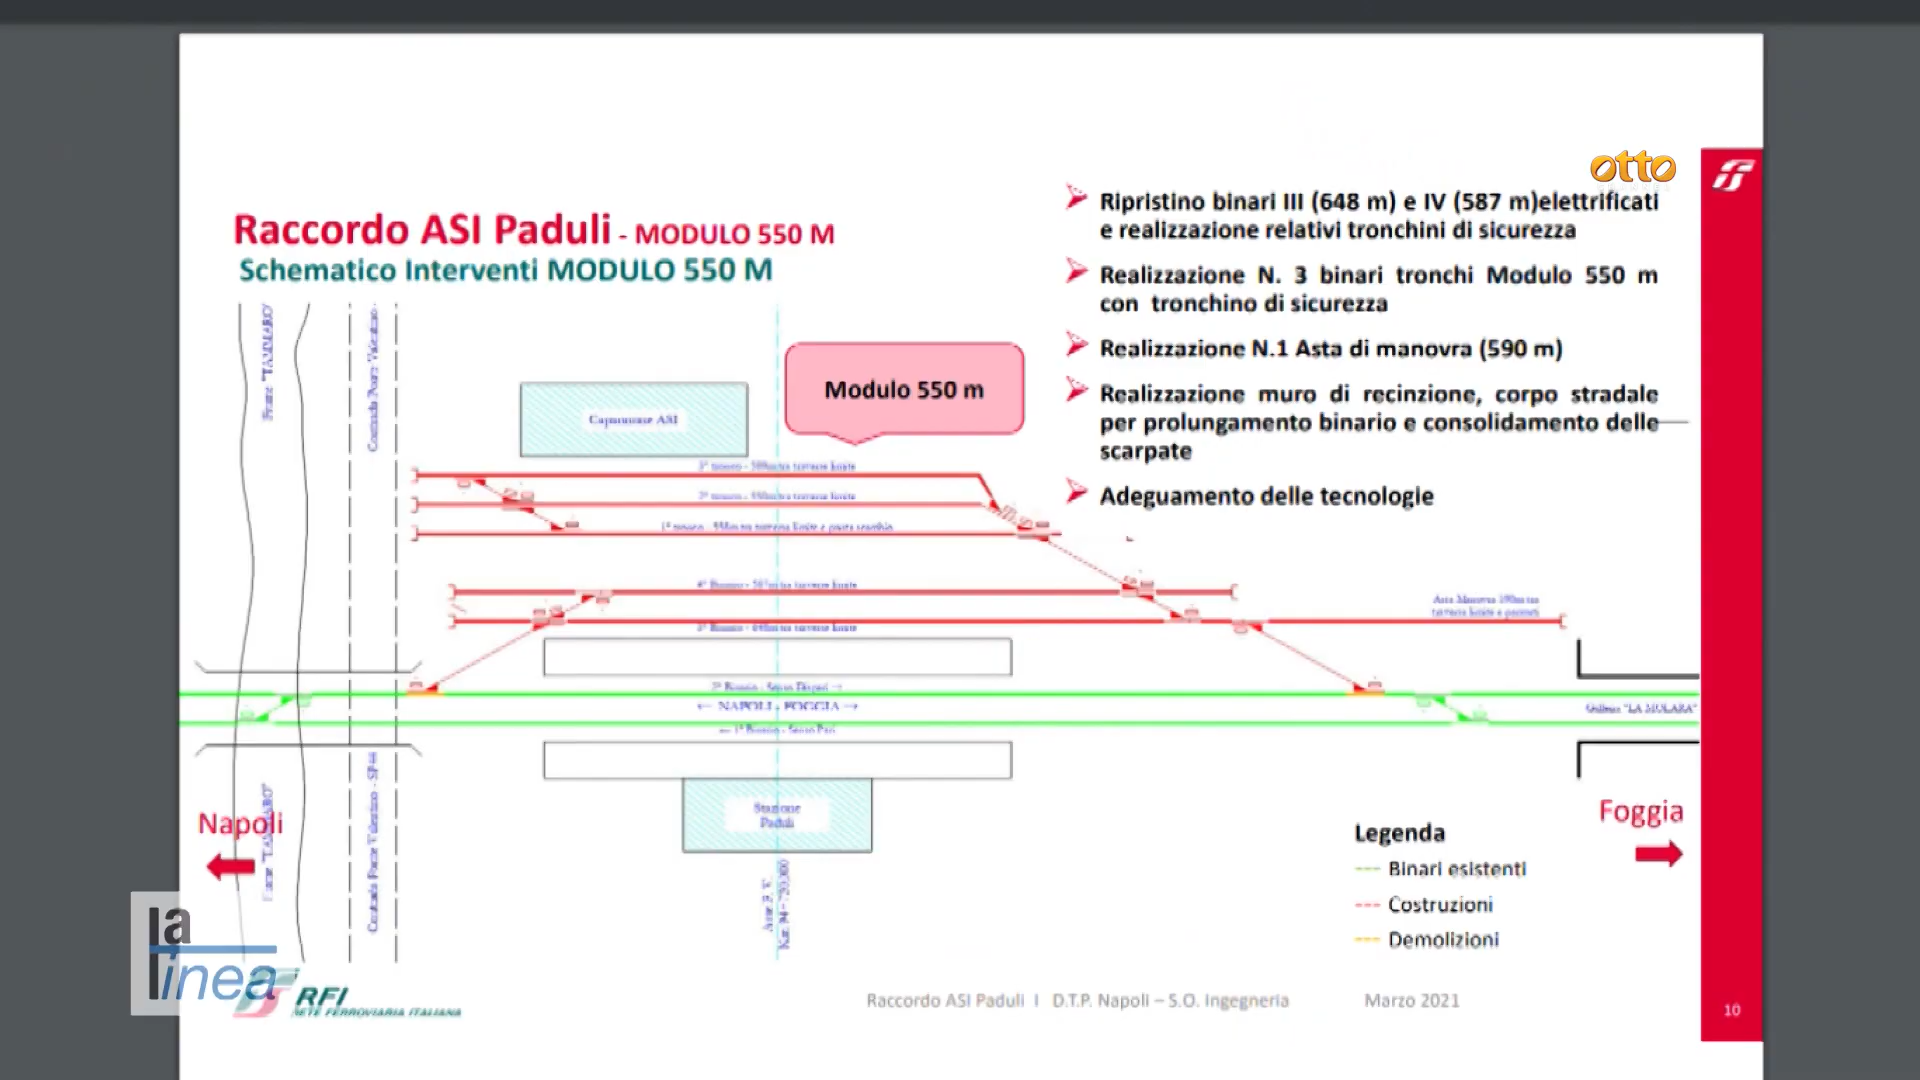 otto
Raccordo ASI Paduli - MODULO 550 M
Schematico Interventi MODULO 550 M
Ripristino binari III (648 m) e IV (587 m)elettrificati
e realizzazione relativi tronchini di sicurezza
Realizzazione N. 3 binari tronchi Modulo 550 m
con tronchino di sicurezza
Realizzazione N.1 Asta di manovra (590 m)
Realizzazione muro di recinzione, corpo stradale
per prolungamento binario e consolidamento delle
scarpate
Adeguamento delle tecnologie
Modulo 550 m
Capannone ASI
← NAPOLI - FOGGIA →
Galleria "LA MOLARA"
Stazione
Paduli
Napoli
Foggia
Legenda
Binari esistenti
Costruzioni
Demolizioni
la
linea
RFI
RETE FERROVIARIA ITALIANA
Raccordo ASI Paduli I D.T.P. Napoli – S.O. Ingegneria
Marzo 2021
10